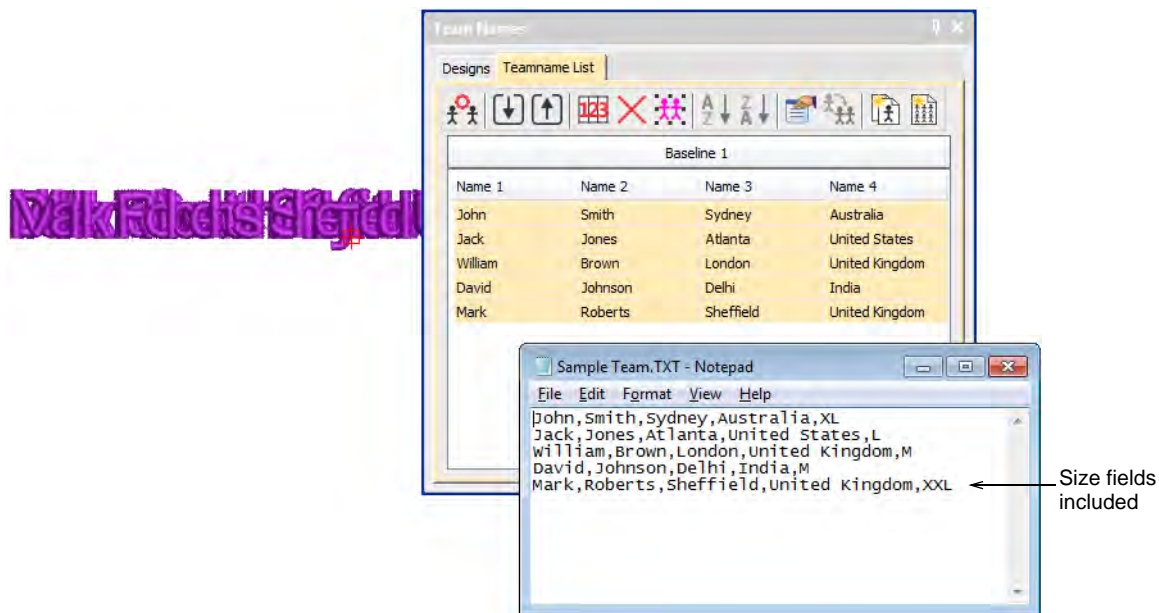 Team Names
Designs Teamname List
123 A Z Z A
Baseline 1
Name 1 Name 2 Name 3 Name 4
John Smith Sydney Australia
Jack Jones Atlanta United States
William Brown London United Kingdom
David Johnson Delhi India
Mark Roberts Sheffield United Kingdom
Sample Team.TXT - Notepad
File Edit Format View Help
John,Smith,Sydney,Australia,XL
Jack,Jones,Atlanta,United States,L
William,Brown,London,United Kingdom,M
David,Johnson,Delhi,India,M
Mark,Roberts,Sheffield,United Kingdom,XXL
Size fields
included